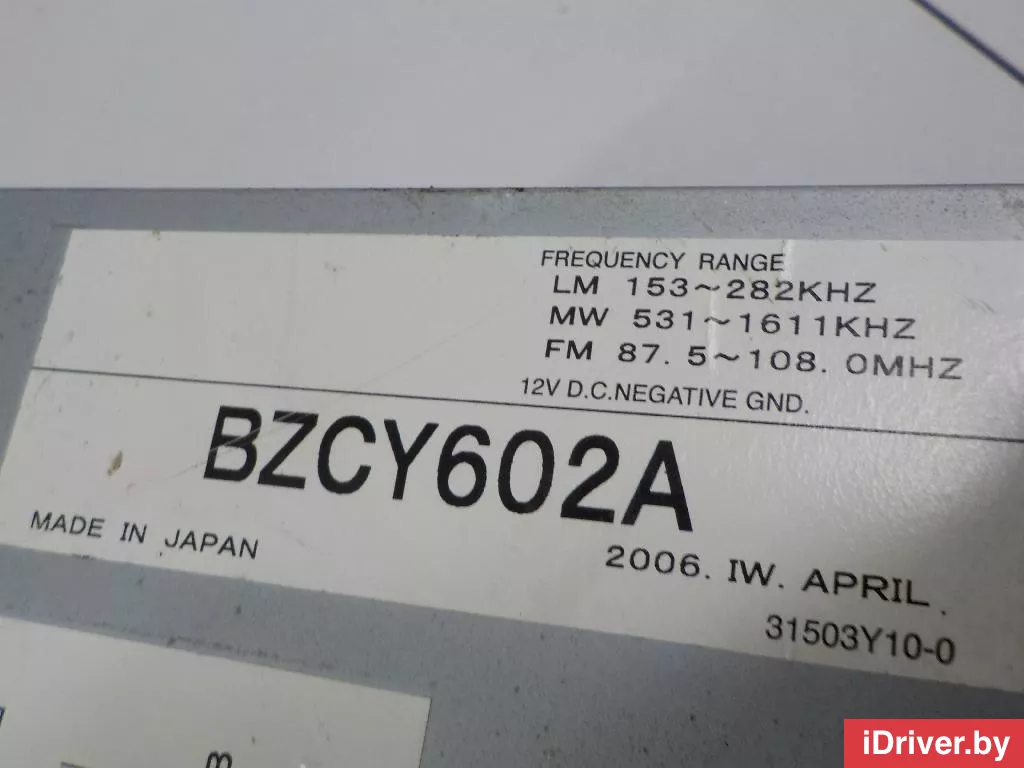 FREQUENCY RANGE
LM 153~282KHZ
MW 531~1611KHZ
FM 87.5~108.0MHZ
12V D.C.NEGATIVE GND.
BZCY602A
MADE IN JAPAN
2006. IW. APRIL.
31503Y10-0
iDriver.by